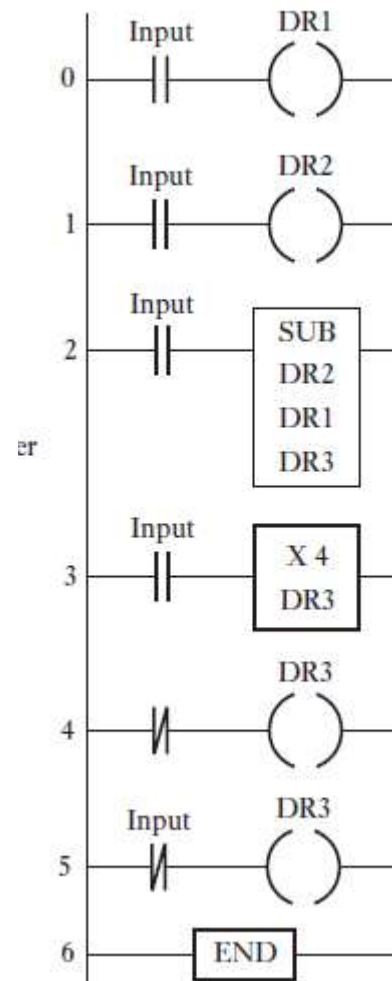 Input DR1
0
Input DR2
1
Input
2 SUB
DR2
DR1
DR3
er
Input
3 X 4
DR3
DR3
4
Input DR3
5
6 END